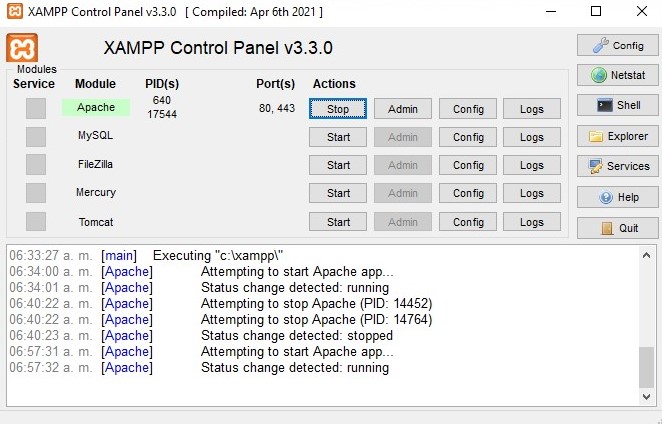 XAMPP Control Panel v3.3.0 [ Compiled: Apr 6th 2021 ]
XAMPP Control Panel v3.3.0
Config
Modules
Service Module PID(s) Port(s) Actions
Netstat
Apache 640 17544 80, 443 Stop Admin Config Logs
Shell
MySQL Start Admin Config Logs
Explorer
FileZilla Start Admin Config Logs
Services
Mercury Start Admin Config Logs
Help
Tomcat Start Admin Config Logs
Quit
06:33:27 a. m. [main] Executing "c:\xampp\"
06:34:00 a. m. [Apache] Attempting to start Apache app...
06:34:01 a. m. [Apache] Status change detected: running
06:40:22 a. m. [Apache] Attempting to stop Apache (PID: 14452)
06:40:22 a. m. [Apache] Attempting to stop Apache (PID: 14764)
06:40:23 a. m. [Apache] Status change detected: stopped
06:57:31 a. m. [Apache] Attempting to start Apache app...
06:57:32 a. m. [Apache] Status change detected: running